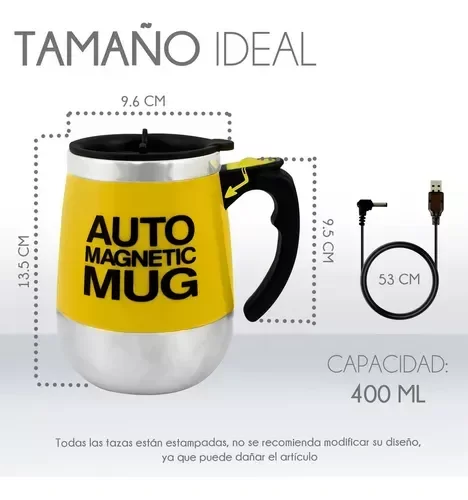 TAMAÑO IDEAL
9.6 CM
13.5 CM
AUTO
MAGNETIC
MUG
9.5 CM
53 CM
CAPACIDAD:
400 ML
Todas las tazas están estampadas, no se recomienda modificar su diseño,
ya que puede dañar el artículo